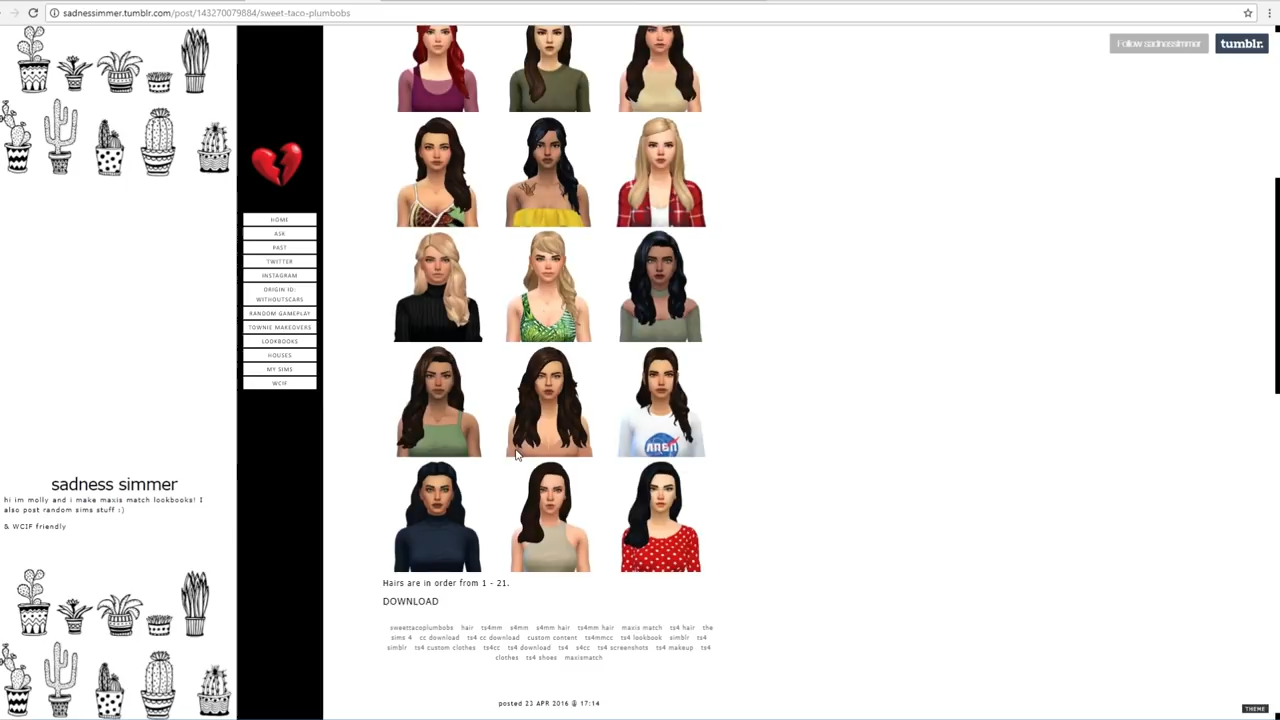 sadnessimmer.tumblr.com/post/143270079884/sweet-taco-plumbobs
Follow sadnessimmer
tumblr.
HOME
ASK
PAST
TWITTER
INSTAGRAM
ORIGIN ID:
WITHOUTSCARS
RANDOM GAMEPLAY
TOWNIE MAKEOVERS
LOOKBOOKS
HOUSES
MY SIMS
WCIF
NASA
sadness simmer
hi im molly and i make maxis match lookbooks! I
also post random sims stuff :)
& WCIF friendly
Hairs are in order from 1 - 21.
DOWNLOAD
sweettacoplumbobs hair ts4mm s4mm s4mm hair ts4mm hair maxis match ts4 hair the
sims 4 cc download ts4 cc download custom content ts4mmcc ts4 lookbook simblr ts4
simblr ts4 custom clothes ts4cc ts4 download ts4 s4cc ts4 screenshots ts4 makeup ts4
clothes ts4 shoes maxismatch
posted 23 APR 2016 @ 17:14
THEME